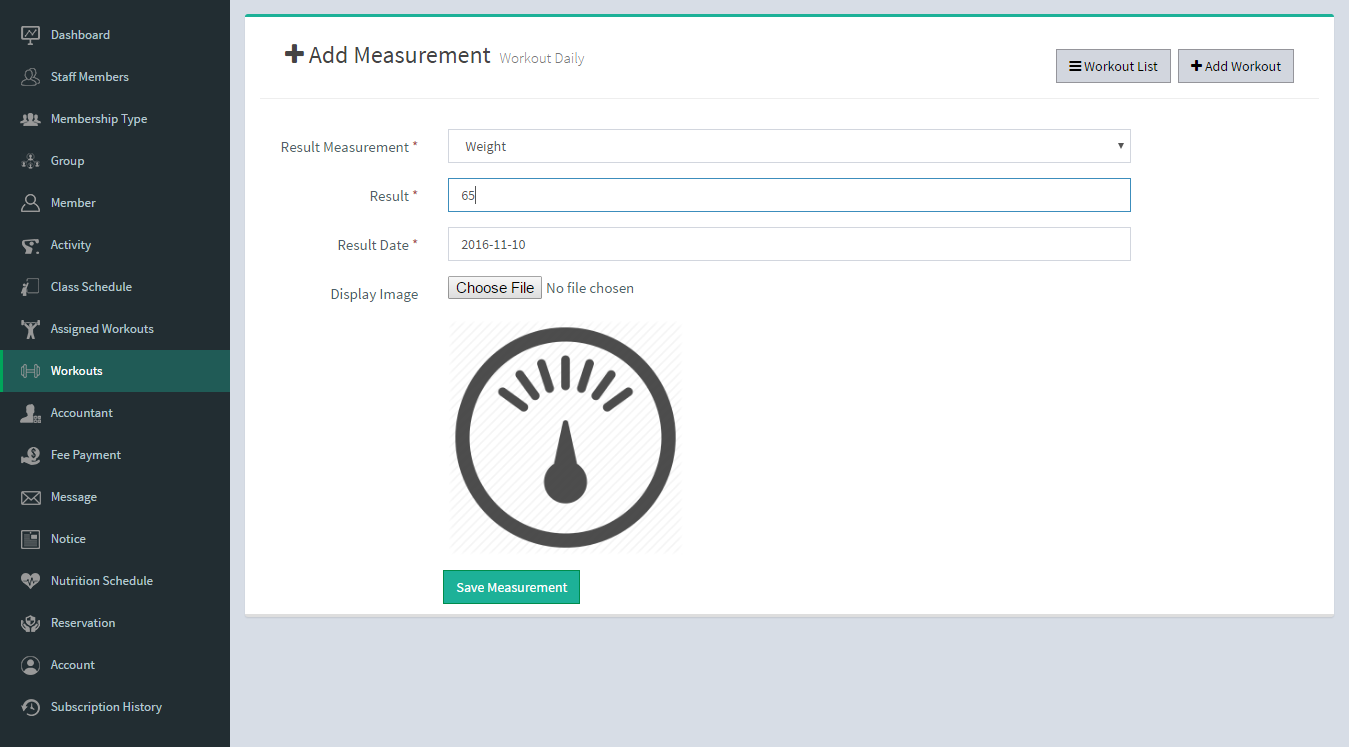 Dashboard
Staff Members
Membership Type
Group
Member
Activity
Class Schedule
Assigned Workouts
Workouts
Accountant
Fee Payment
Message
Notice
Nutrition Schedule
Reservation
Account
Subscription History
Add Measurement Workout Daily
Workout List Add Workout
Result Measurement * Weight
Result * 65
Result Date * 2016-11-10
Display Image Choose File No file chosen
Save Measurement